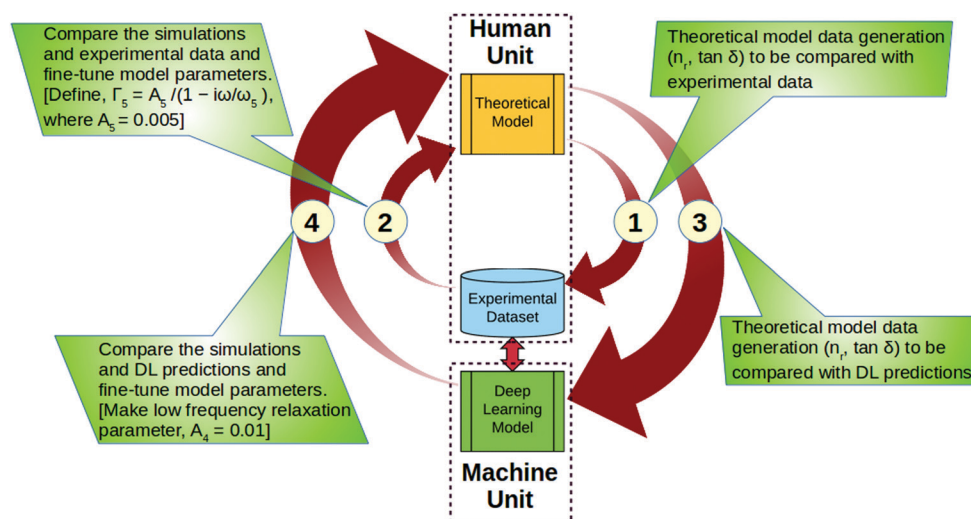 Compare the simulations
and experimental data and
fine-tune model parameters.
[Define, Γ₅ = A₅ /(1 − iω/ω₅ ),
where A₅ = 0.005]
Human
Unit
Theoretical model data generation
(nᵣ, tan δ) to be compared with
experimental data
Theoretical
Model
4
2
1
3
Experimental
Dataset
Compare the simulations
and DL predictions and
fine-tune model parameters.
[Make low frequency relaxation
parameter, A₄ = 0.01]
Theoretical model data
generation (nᵣ, tan δ) to be
compared with DL predictions
Deep
Learning
Model
Machine
Unit